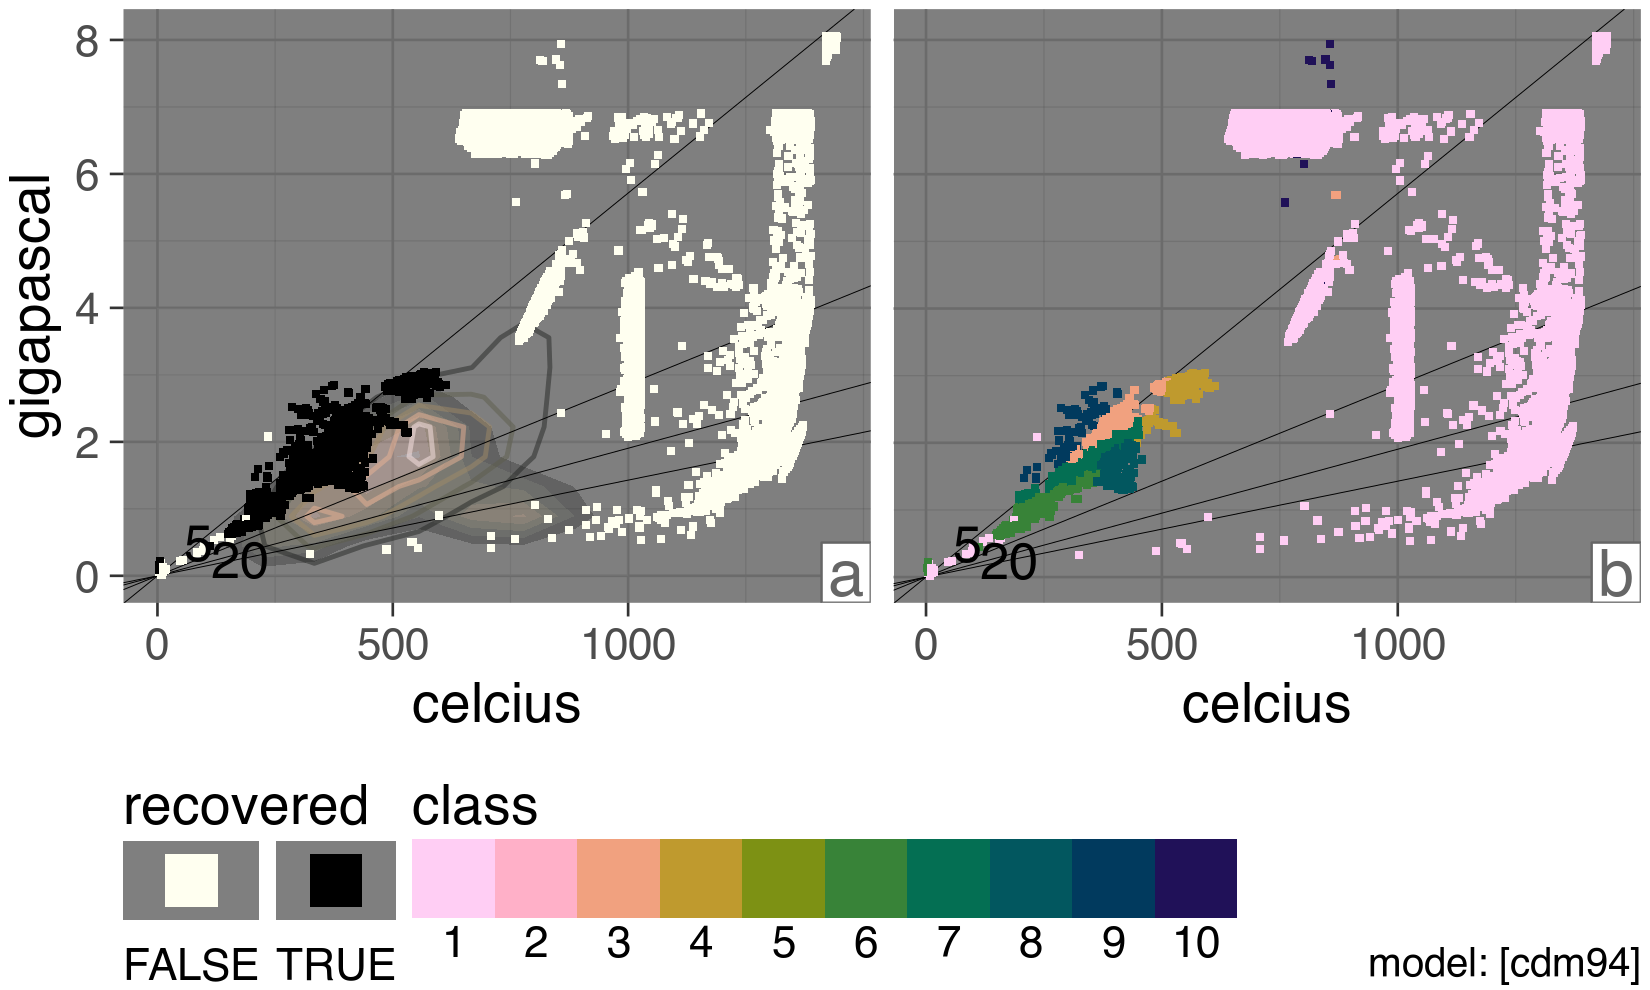 gigapascal
8
6
4
2
0
5
20
a
5
20
b
0 500 1000
0 500 1000
celcius
celcius
recovered
FALSE TRUE
class
1 2 3 4 5 6 7 8 9 10
model: [cdm94]